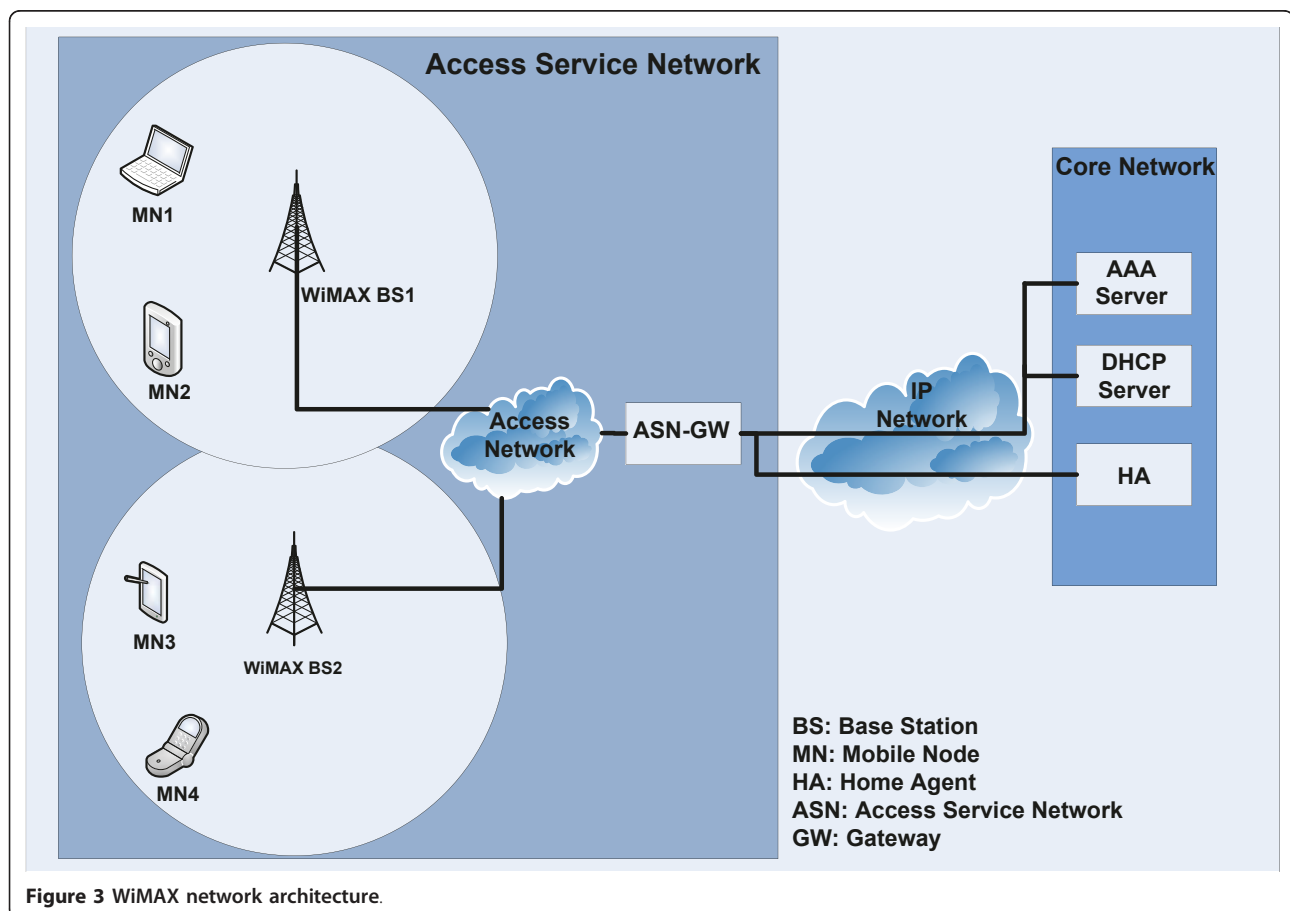 Access Service Network
MN1
WiMAX BS1
MN2
Access
Network
ASN-GW
IP
Network
Core Network
AAA
Server
DHCP
Server
HA
MN3
WiMAX BS2
MN4
BS: Base Station
MN: Mobile Node
HA: Home Agent
ASN: Access Service Network
GW: Gateway
Figure 3 WiMAX network architecture.